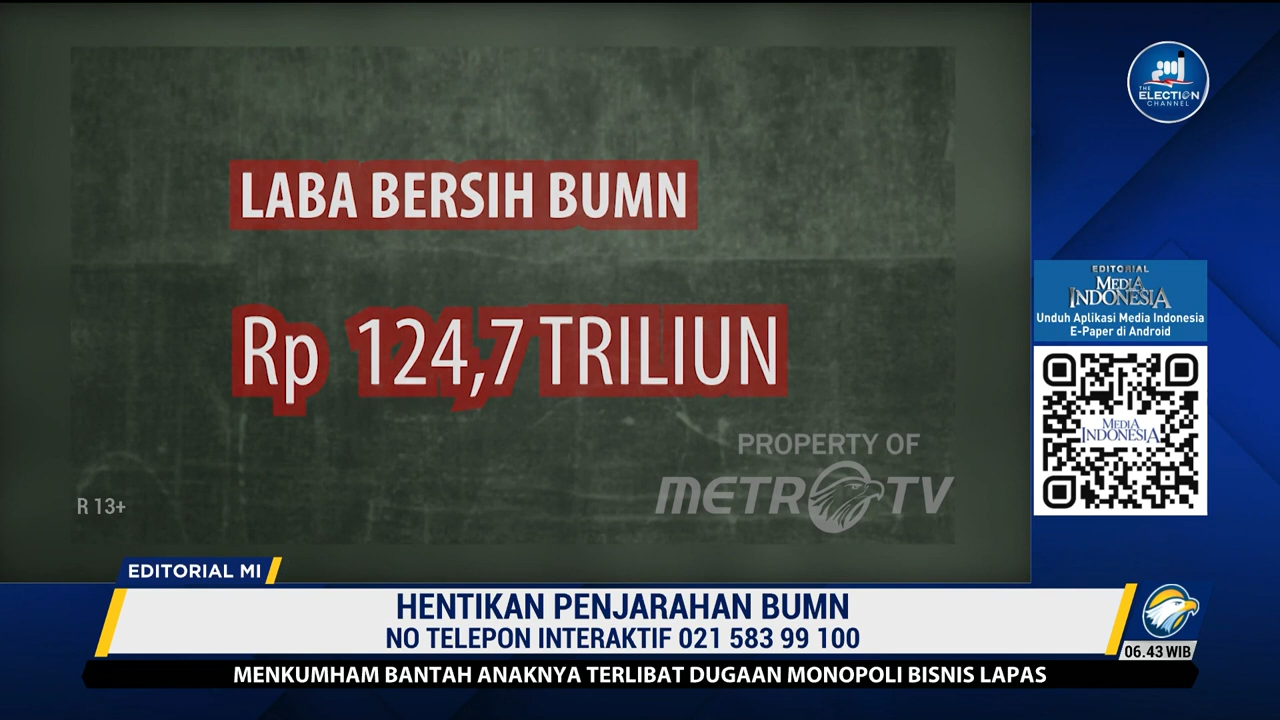 THE
ELECTION
CHANNEL
LABA BERSIH BUMN
Rp 124,7 TRILIUN
PROPERTY OF
METRO TV
R 13+
EDITORIAL
MEDIA
INDONESIA
Unduh Aplikasi Media Indonesia
E-Paper di Android
MEDIA
INDONESIA
EDITORIAL MI
HENTIKAN PENJARAHAN BUMN
NO TELEPON INTERAKTIF 021 583 99 100
06.43 WIB
MENKUMHAM BANTAH ANAKNYA TERLIBAT DUGAAN MONOPOLI BISNIS LAPAS